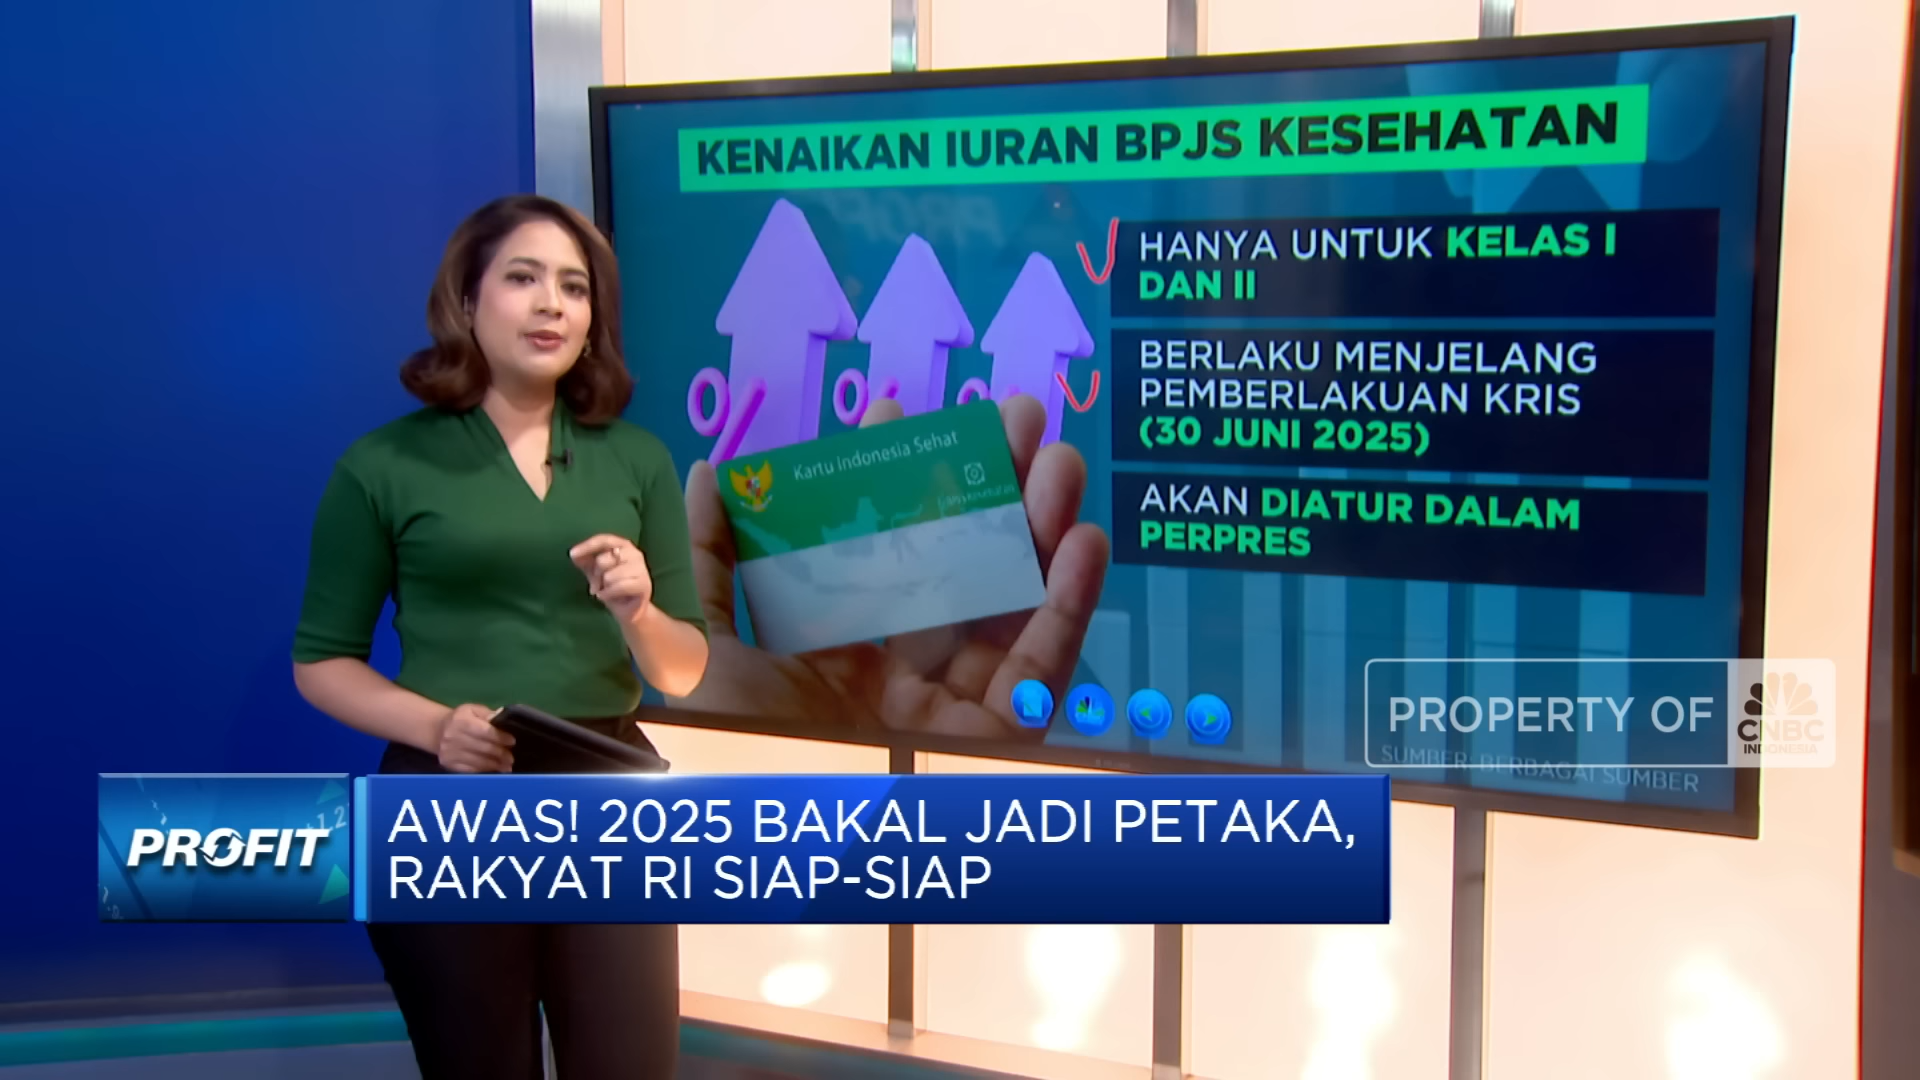 KENAIKAN IURAN BPJS KESEHATAN
HANYA UNTUK KELAS I
DAN II
BERLAKU MENJELANG
PEMBERLAKUAN KRIS
(30 JUNI 2025)
AKAN DIATUR DALAM
PERPRES
Kartu Indonesia Sehat
PROPERTY OF
CNBC
INDONESIA
SUMBER: BERBAGAI SUMBER
PROFIT
AWAS! 2025 BAKAL JADI PETAKA,
RAKYAT RI SIAP-SIAP